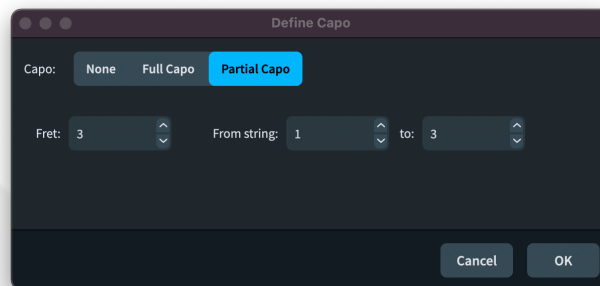 Define Capo
Capo: None Full Capo Partial Capo
Fret: 3 From string: 1 to: 3
Cancel OK